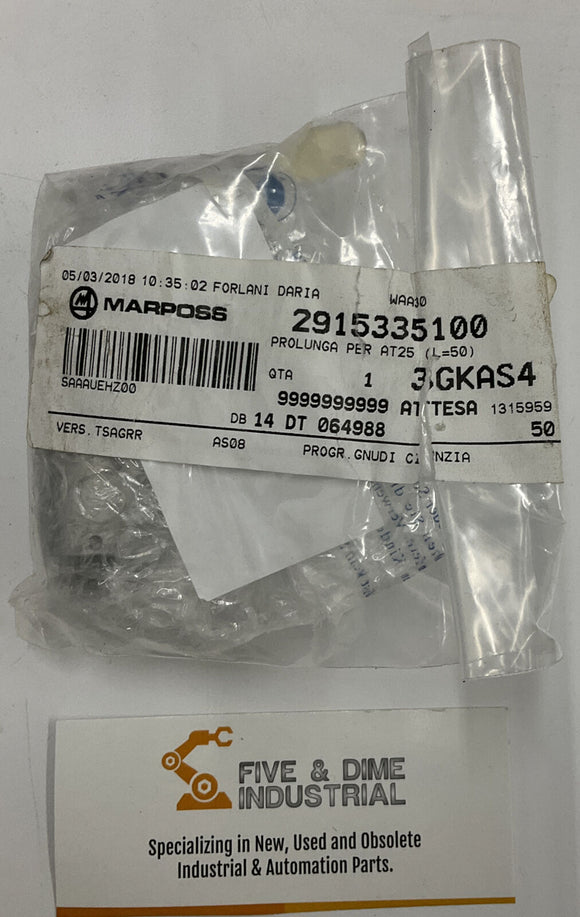 05/03/2018 10:35:02 FORLANI DARIA WAA30
MARPOSS 2915335100
PROLUNGA PER AT25 (L=50)
QTA 1 3GKAS4
SAAAUEHZ00
9999999999 ATTESA 1315959
DB 14 DT 064988 50
VERS.TSAGRR AS08 PROGR.GNUDI
FIVE & DIME
INDUSTRIAL
Specializing in New, Used and Obsolete
Industrial & Automation Parts.